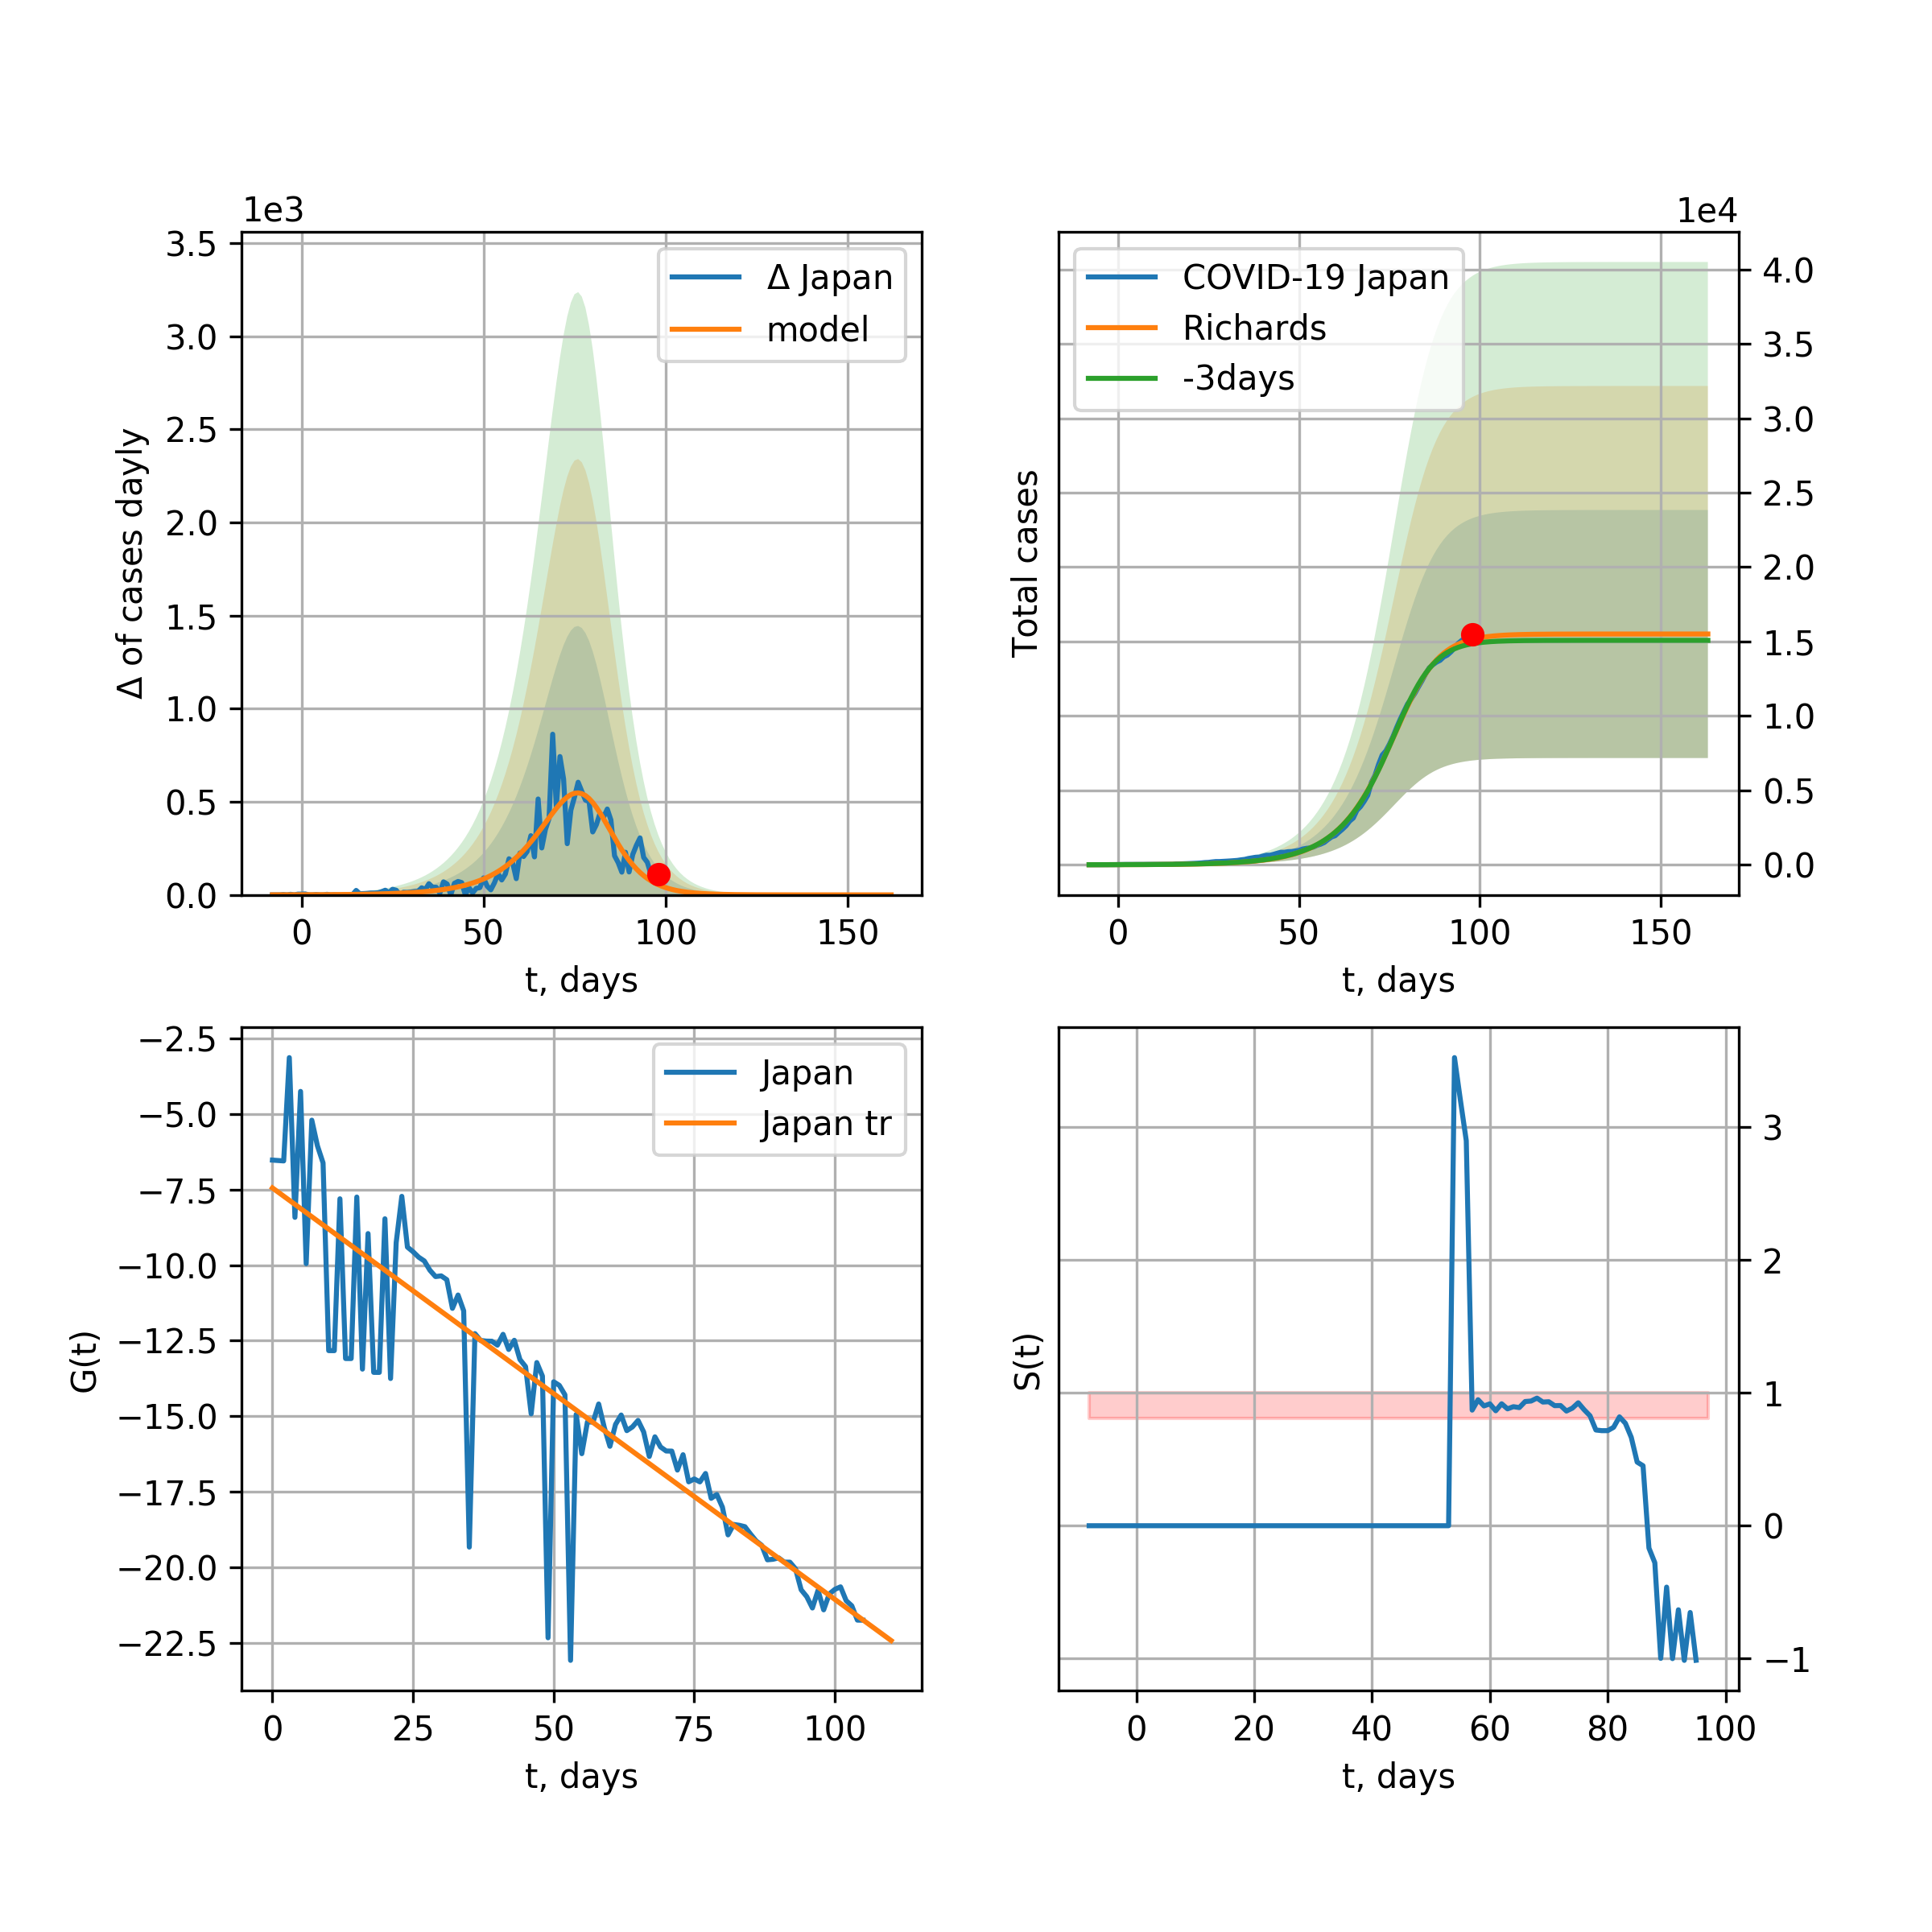 1e3
3.5
3.0
2.5
2.0
1.5
1.0
0.5
0.0
Δ of cases dayly
Δ Japan
model
0 50 100 150
t, days
1e4
4.0
3.5
3.0
2.5
2.0
1.5
1.0
0.5
0.0
Total cases
COVID-19 Japan
Richards
-3days
0 50 100 150
t, days
−2.5
−5.0
−7.5
−10.0
−12.5
−15.0
−17.5
−20.0
−22.5
G(t)
Japan
Japan tr
0 25 50 75 100
t, days
3
2
1
0
−1
S(t)
0 20 40 60 80 100
t, days